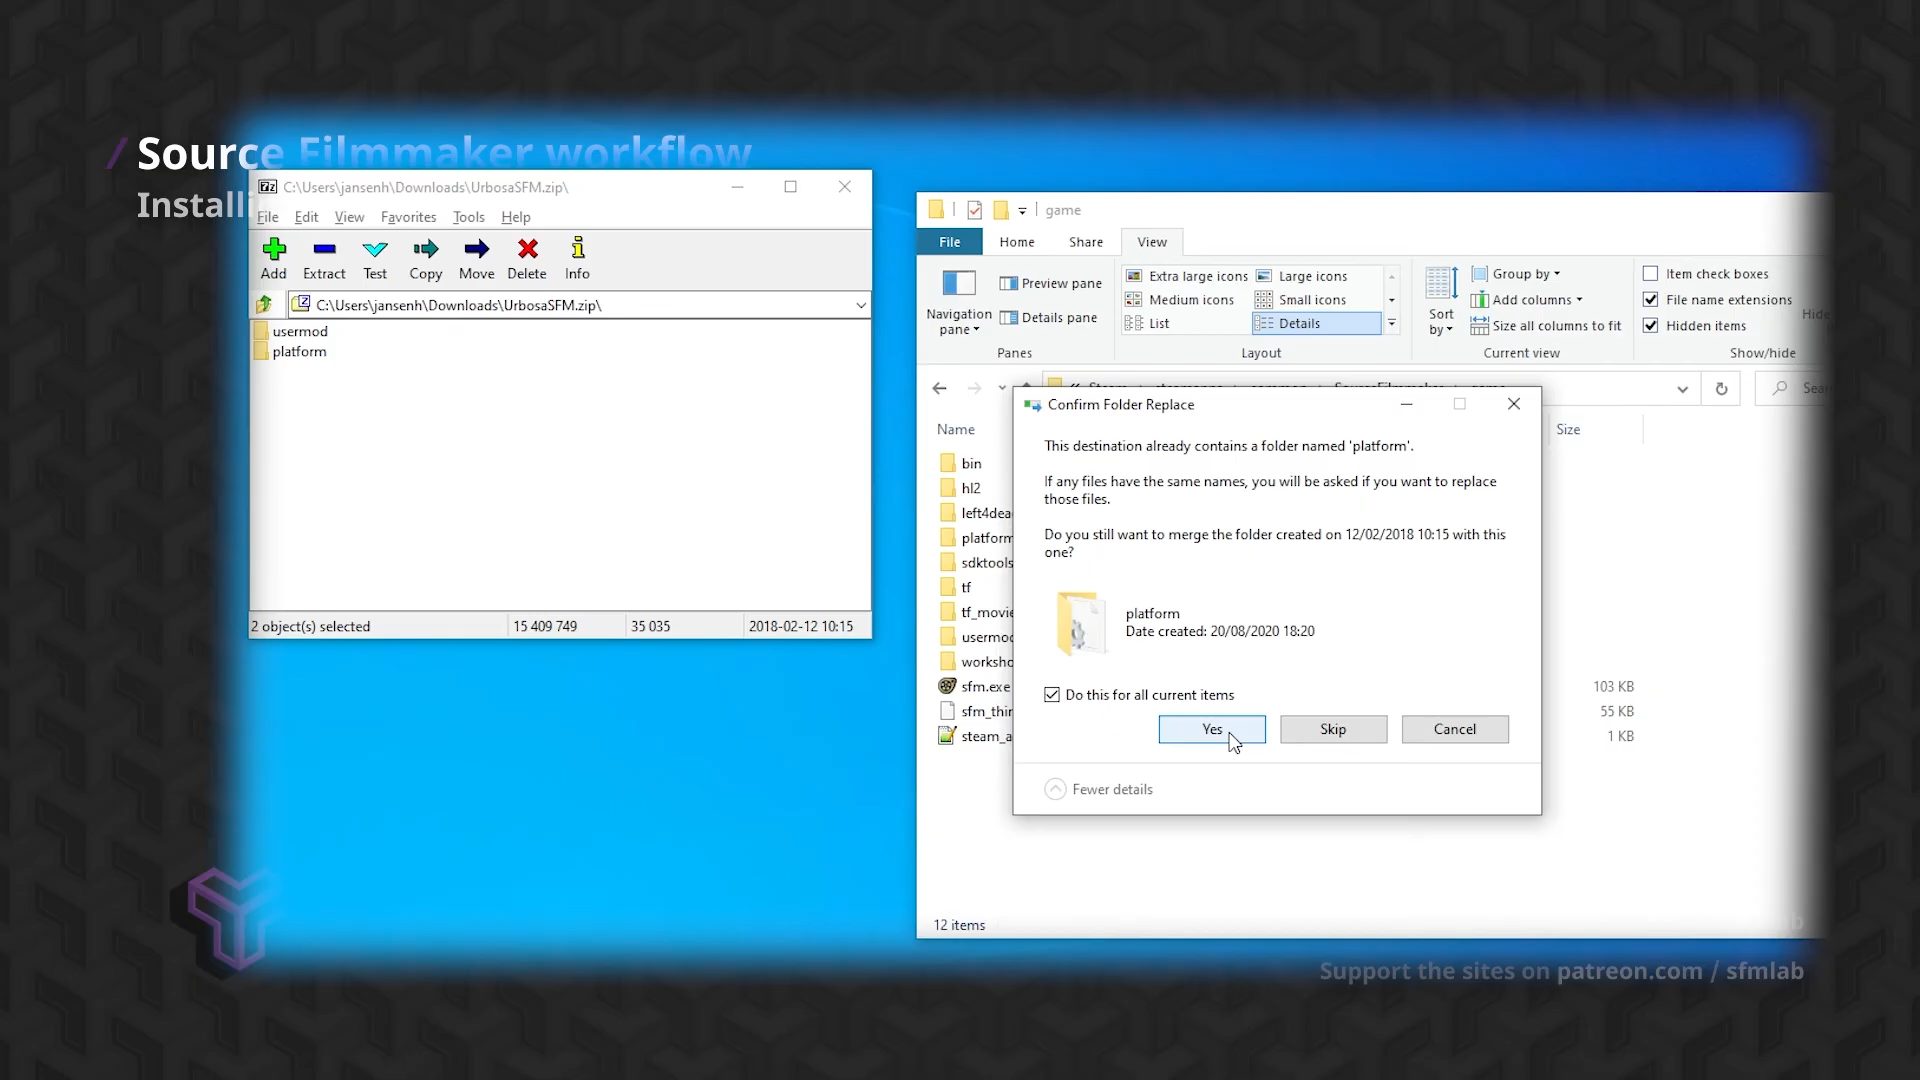 / Source Filmmaker workflow
Installi
C:\Users\jansenh\Downloads\UrbosaSFM.zip\
File Edit View Favorites Tools Help
Add Extract Test Copy Move Delete Info
C:\Users\jansenh\Downloads\UrbosaSFM.zip\
usermod
platform
2 object(s) selected 15 409 749 35 035 2018-02-12 10:15
game
File Home Share View
Navigation pane
Preview pane
Details pane
Panes
Extra large icons Large icons
Medium icons Small icons
List Details
Layout
Sort by
Group by
Add columns
Size all columns to fit
Current view
Item check boxes
File name extensions
Hidden items
Hide
Show/hide
Sear
Name Size
bin
hl2
left4dea
platform
sdktools
tf
tf_movie
usermod
worksho
sfm.exe 103 KB
sfm_thir 55 KB
steam_a 1 KB
12 items
Confirm Folder Replace
This destination already contains a folder named 'platform'.
If any files have the same names, you will be asked if you want to replace
those files.
Do you still want to merge the folder created on 12/02/2018 10:15 with this
one?
platform
Date created: 20/08/2020 18:20
Do this for all current items
Yes Skip Cancel
Fewer details
Support the sites on patreon.com / sfmlab